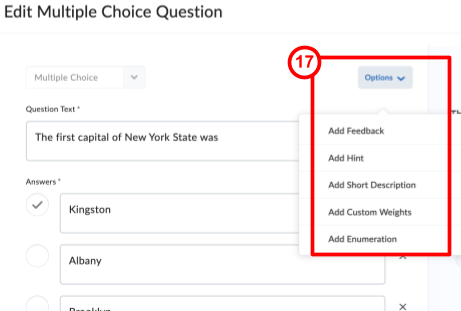 Edit Multiple Choice Question
17
Multiple Choice
Options
Question Text *
The first capital of New York State was
Add Feedback
Add Hint
Add Short Description
Add Custom Weights
Add Enumeration
Answers *
Kingston
Albany
Brooklyn